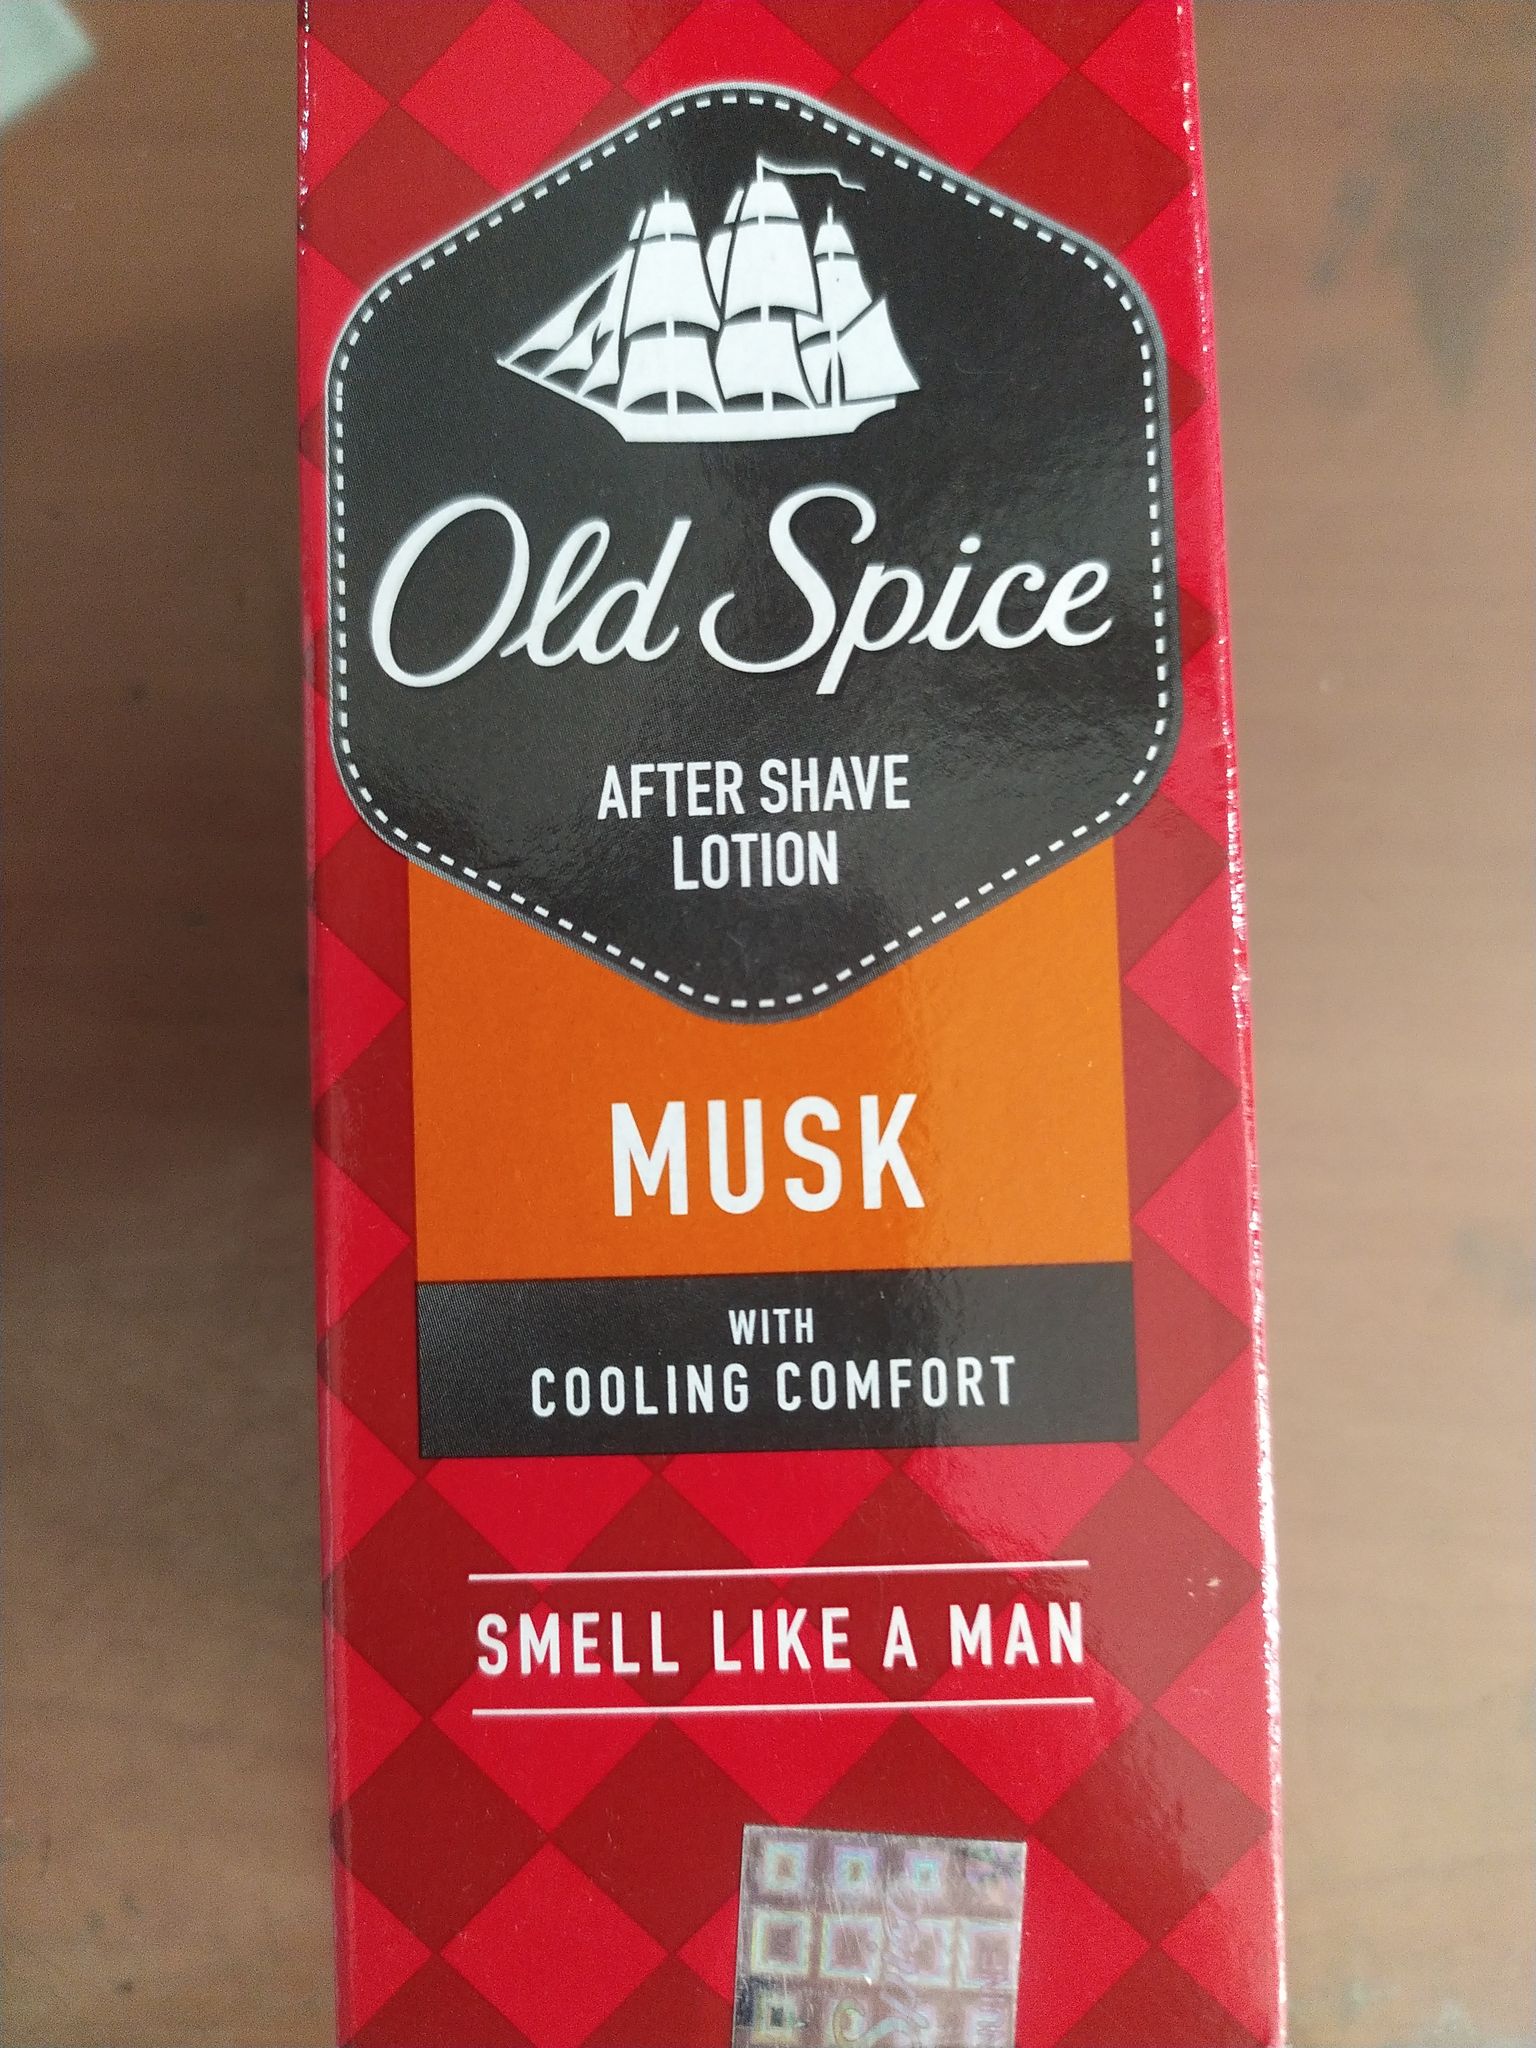 Old Spice
AFTER SHAVE
LOTION
MUSK
WITH
COOLING COMFORT
SMELL LIKE A MAN